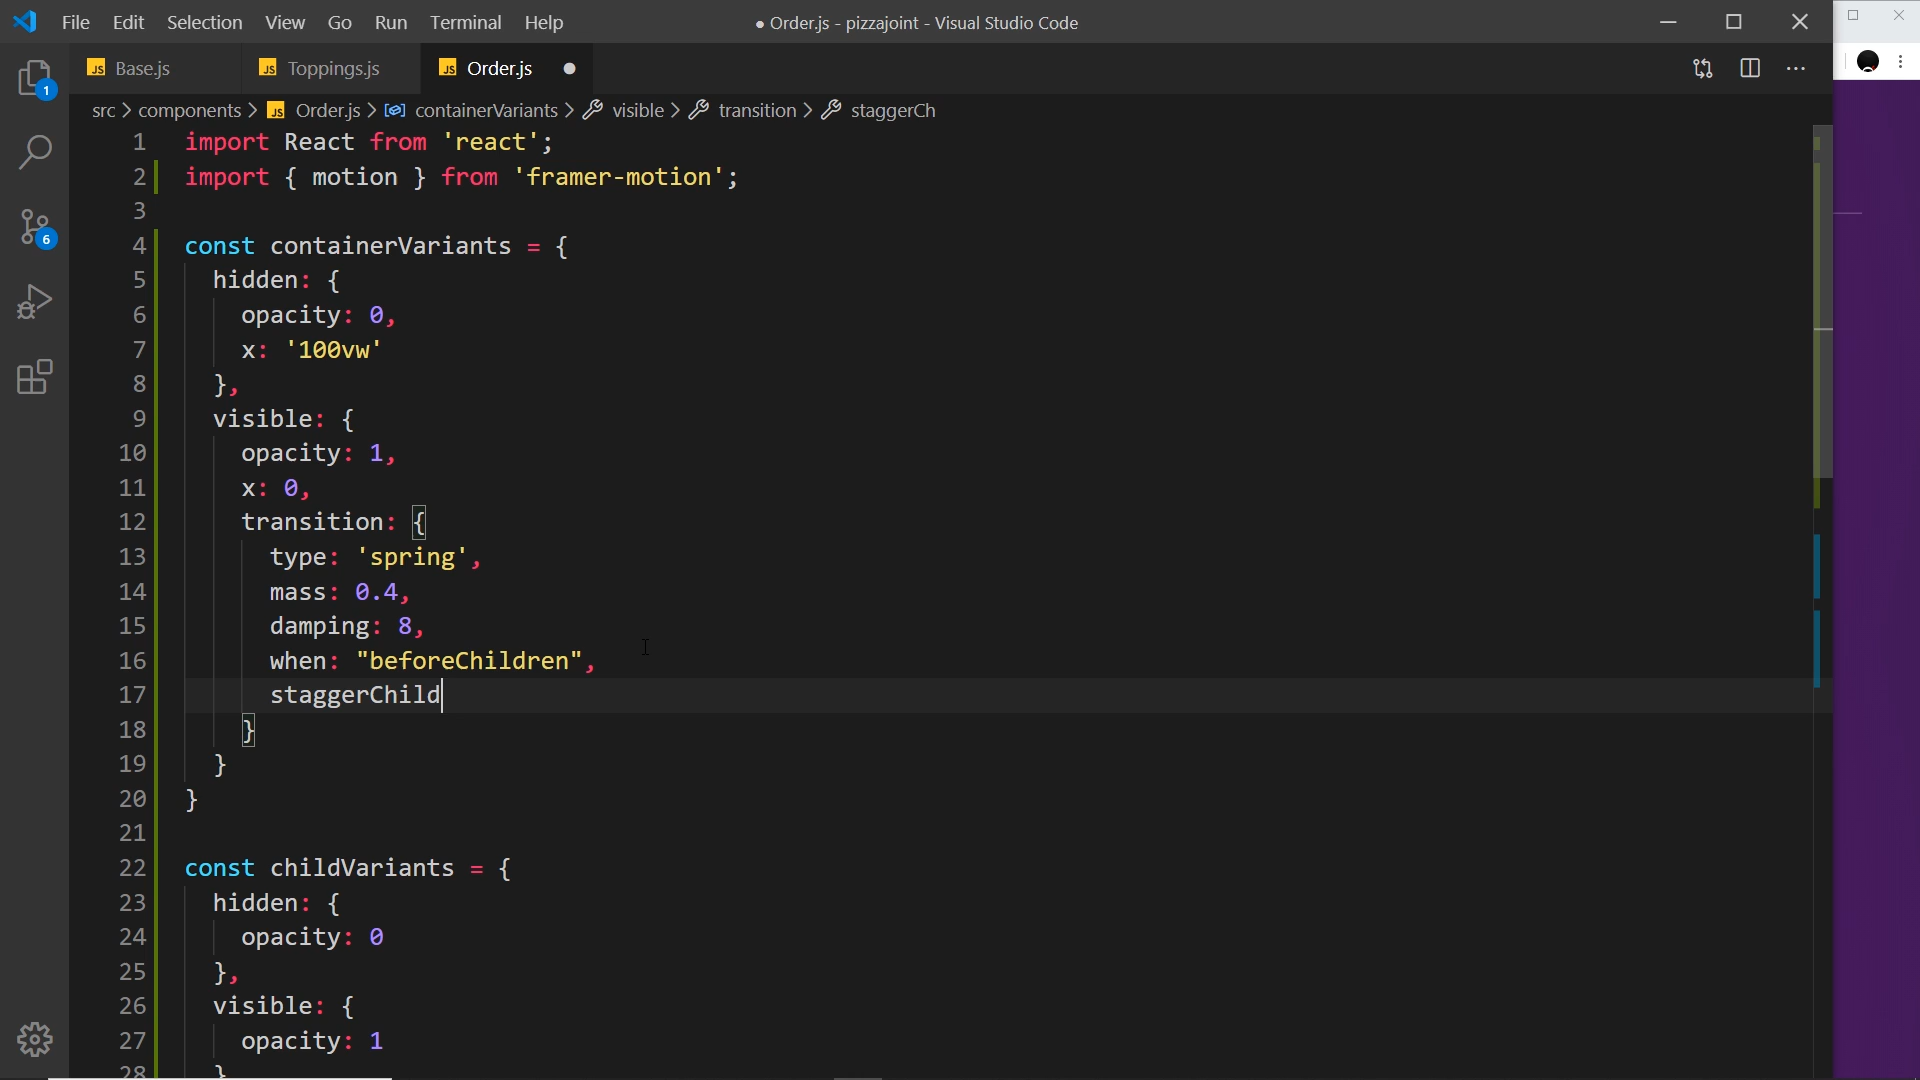 File Edit Selection View Go Run Terminal Help
● Order.js - pizzajoint - Visual Studio Code
JS Base.js
JS Toppings.js
JS Order.js ●
src > components > JS Order.js > containerVariants > visible > transition > staggerCh
1
6
1 import React from 'react';
2 import { motion } from 'framer-motion';
3
4 const containerVariants = {
5 hidden: {
6 opacity: 0,
7 x: '100vw'
8 },
9 visible: {
10 opacity: 1,
11 x: 0,
12 transition: {
13 type: 'spring',
14 mass: 0.4,
15 damping: 8,
16 when: "beforeChildren",
17 staggerChild
18 }
19 }
20 }
21
22 const childVariants = {
23 hidden: {
24 opacity: 0
25 },
26 visible: {
27 opacity: 1
28 }